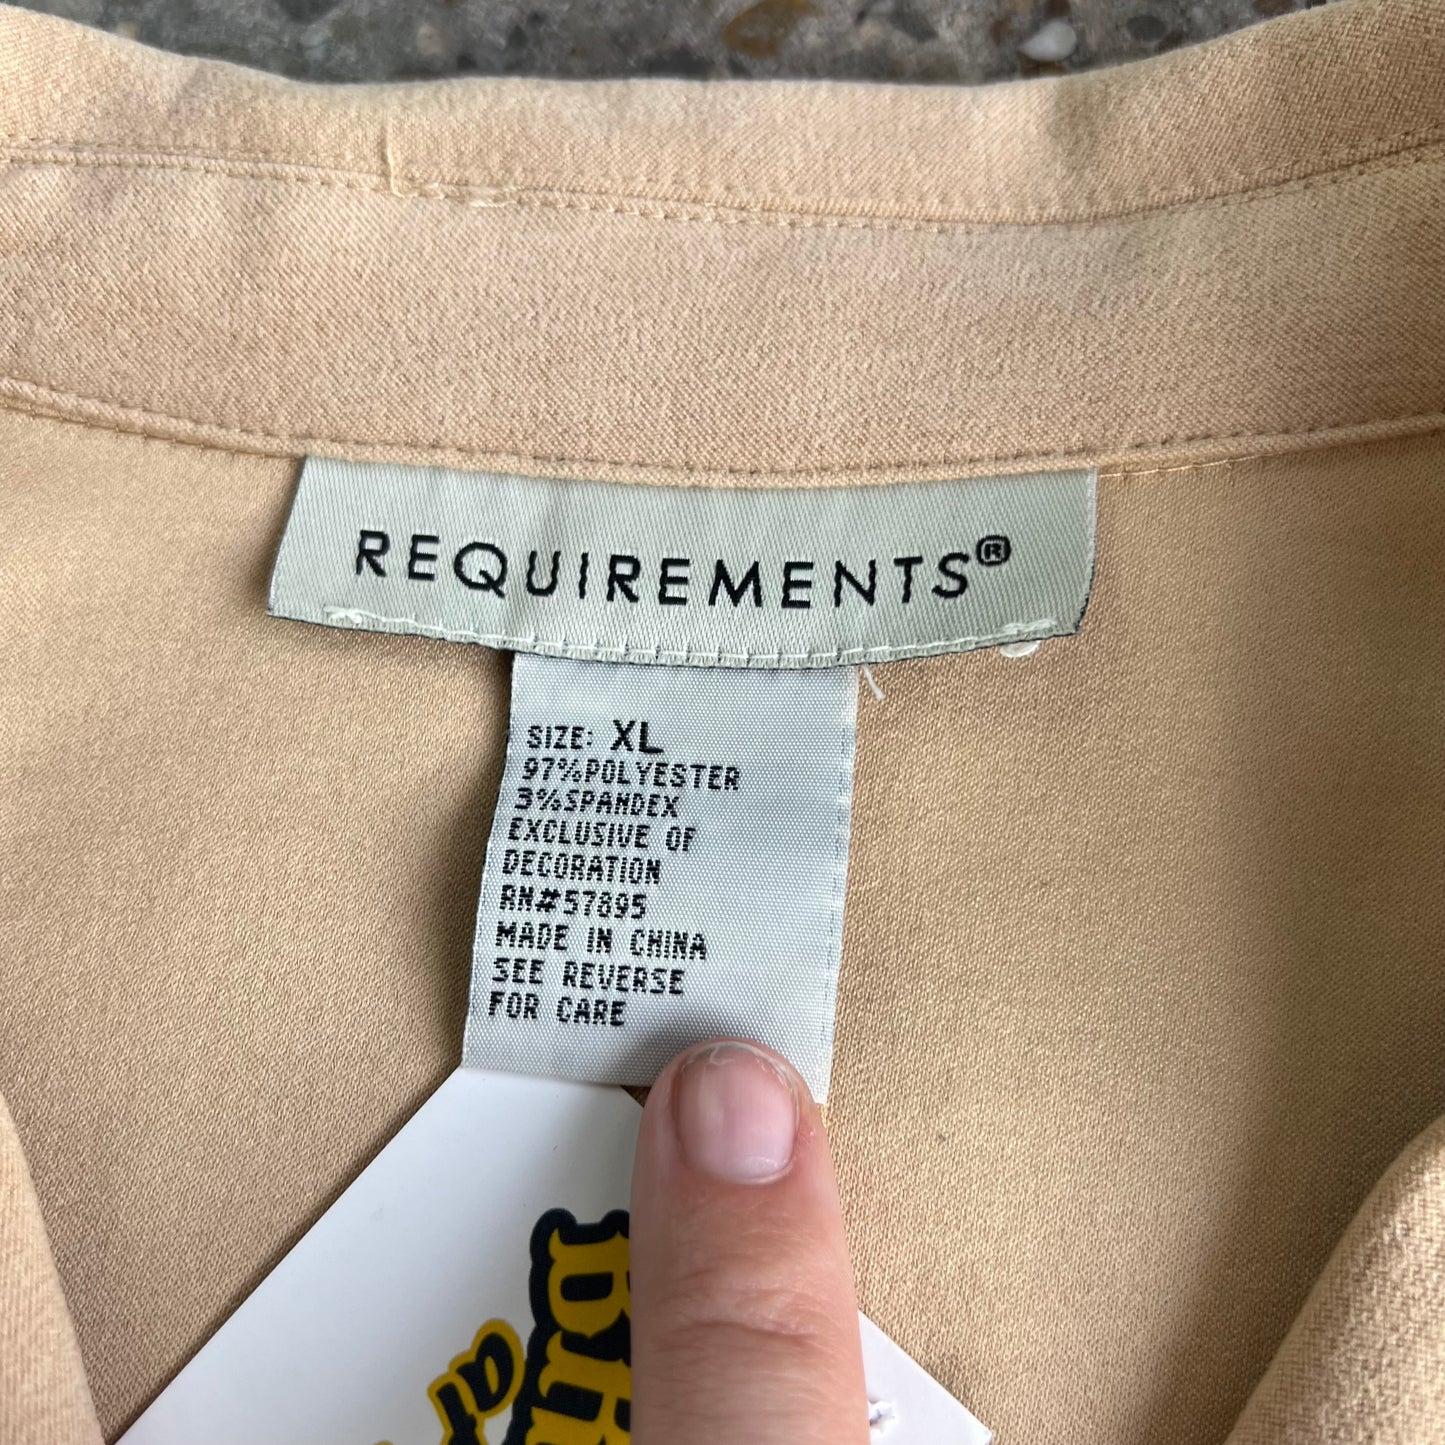 REQUIREMENTS®
SIZE: XL
97%POLYESTER
3%SPANDEX
EXCLUSIVE OF
DECORATION
RN#57895
MADE IN CHINA
SEE REVERSE
FOR CARE